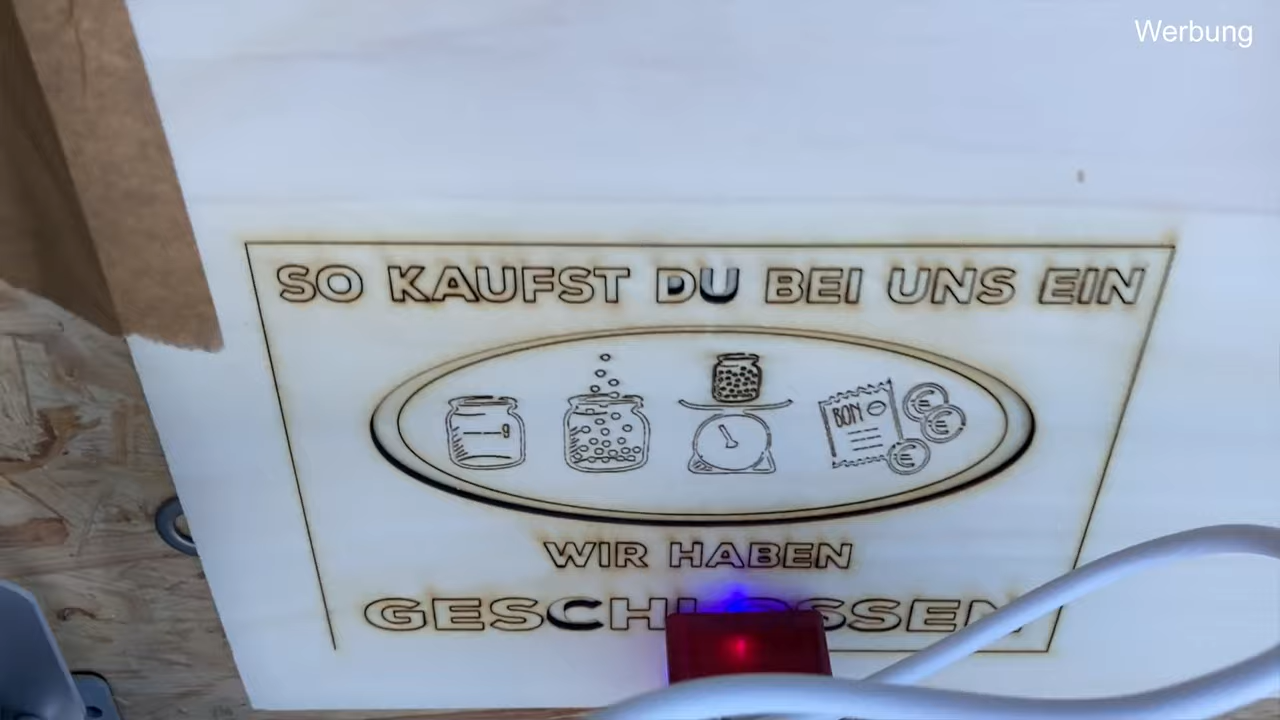 Werbung
SO KAUFST DU BEI UNS EIN
BON
WIR HABEN
GESCHLOSSEN